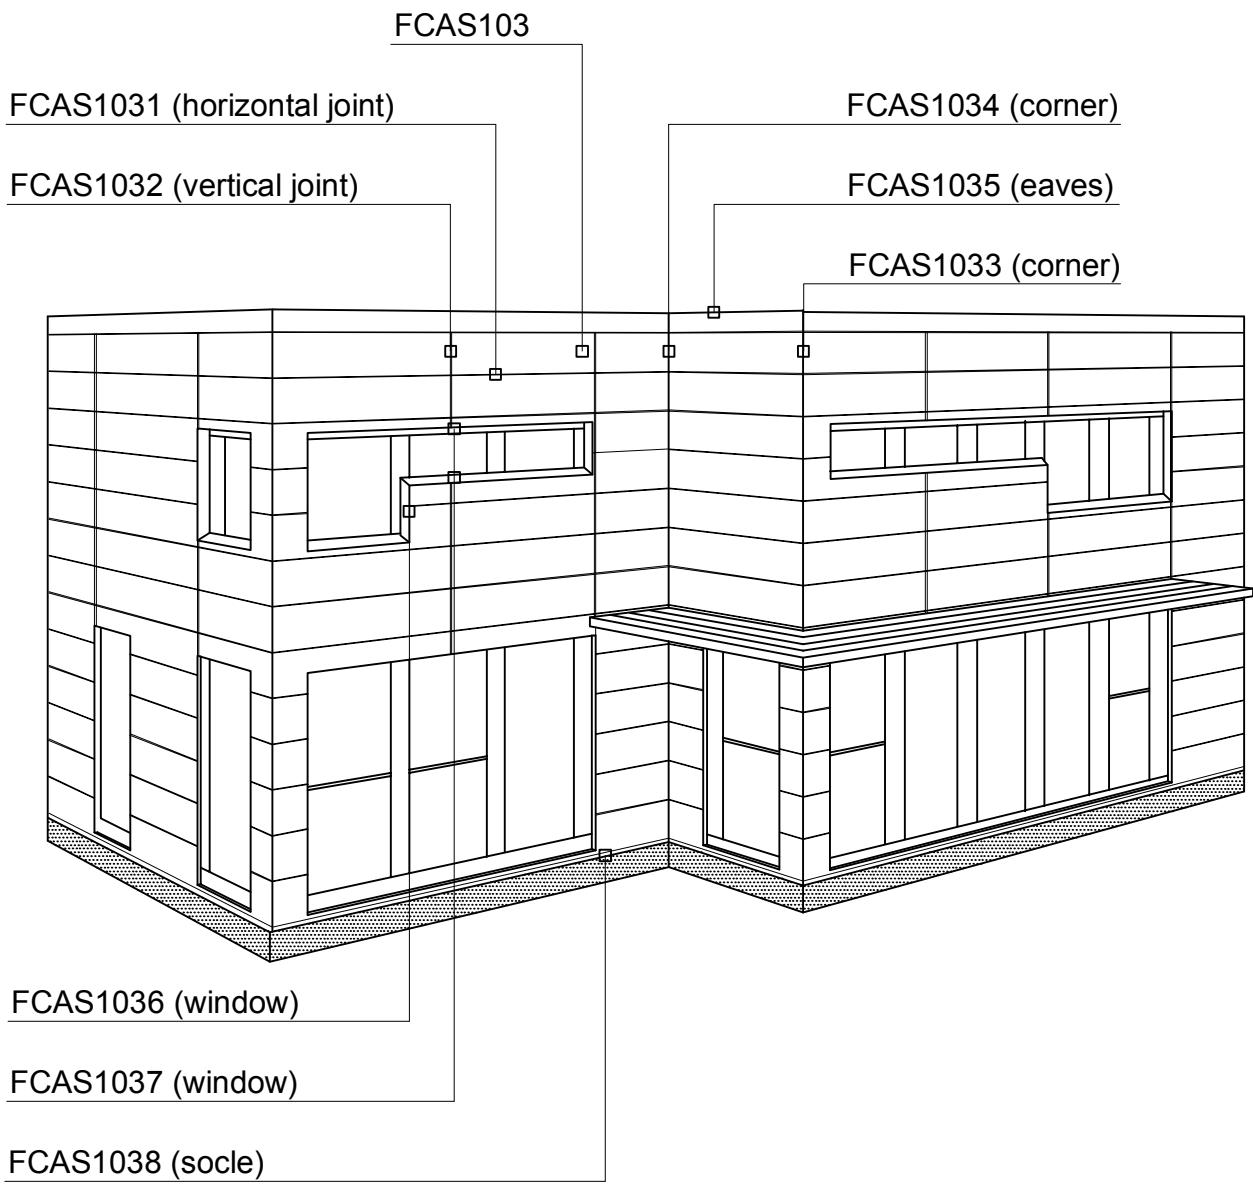 FCAS103
FCAS1031 (horizontal joint)
FCAS1034 (corner)
FCAS1032 (vertical joint)
FCAS1035 (eaves)
FCAS1033 (corner)
FCAS1036 (window)
FCAS1037 (window)
FCAS1038 (socle)